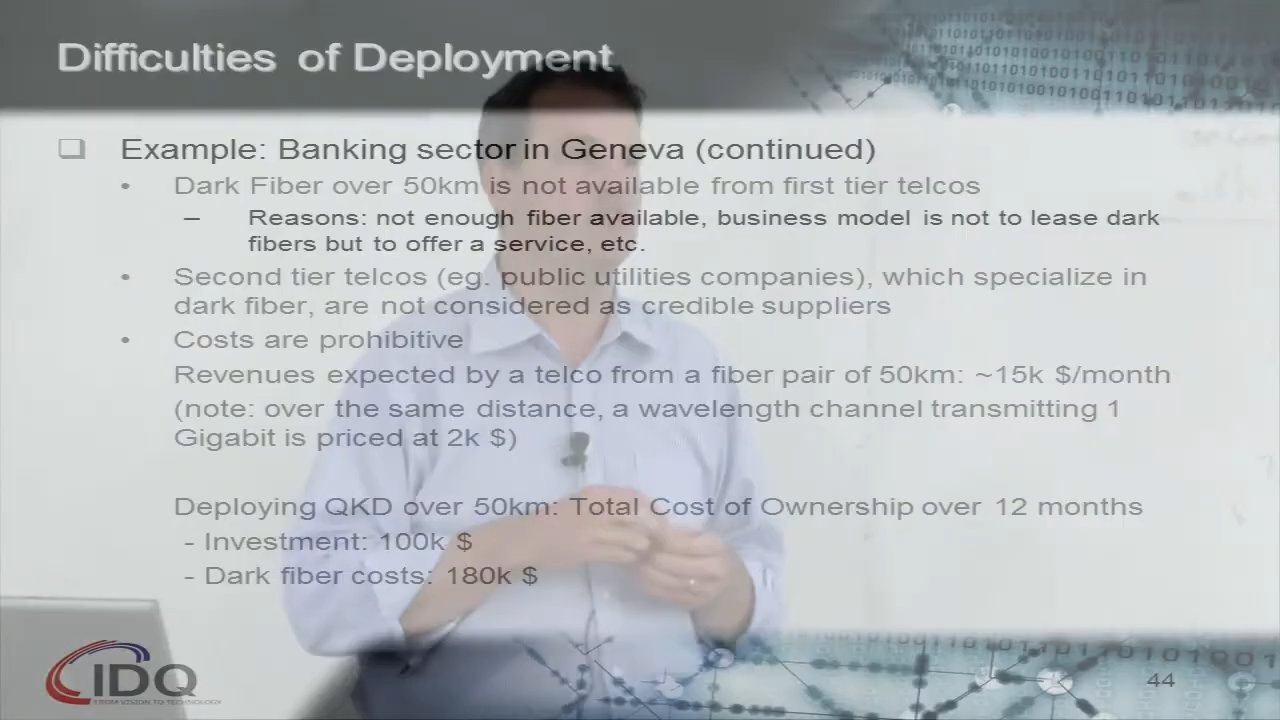 Difficulties of Deployment
Example: Banking sector in Geneva (continued)
• Dark Fiber over 50km is not available from first tier telcos
– Reasons: not enough fiber available, business model is not to lease dark
fibers but to offer a service, etc.
• Second tier telcos (eg. public utilities companies), which specialize in
dark fiber, are not considered as credible suppliers
• Costs are prohibitive
Revenues expected by a telco from a fiber pair of 50km: ~15k $/month
(note: over the same distance, a wavelength channel transmitting 1
Gigabit is priced at 2k $)
Deploying QKD over 50km: Total Cost of Ownership over 12 months
- Investment: 100k $
- Dark fiber costs: 180k $
IDQ
FROM VISION TO TECHNOLOGY
44